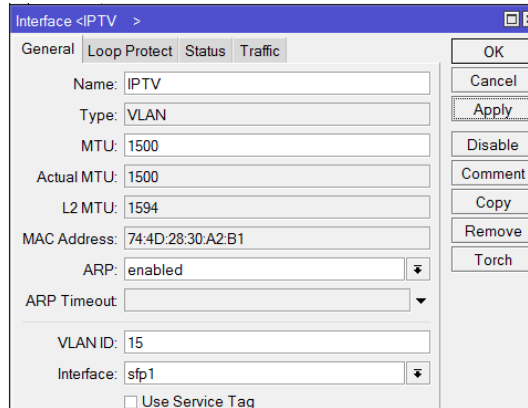 Interface <IPTV >
General Loop Protect Status Traffic
OK
Name: IPTV
Cancel
Type: VLAN
Apply
MTU: 1500
Disable
Actual MTU: 1500
Comment
L2 MTU: 1594
Copy
MAC Address: 74:4D:28:30:A2:B1
Remove
ARP: enabled
Torch
ARP Timeout:
VLAN ID: 15
Interface: sfp1
Use Service Tag